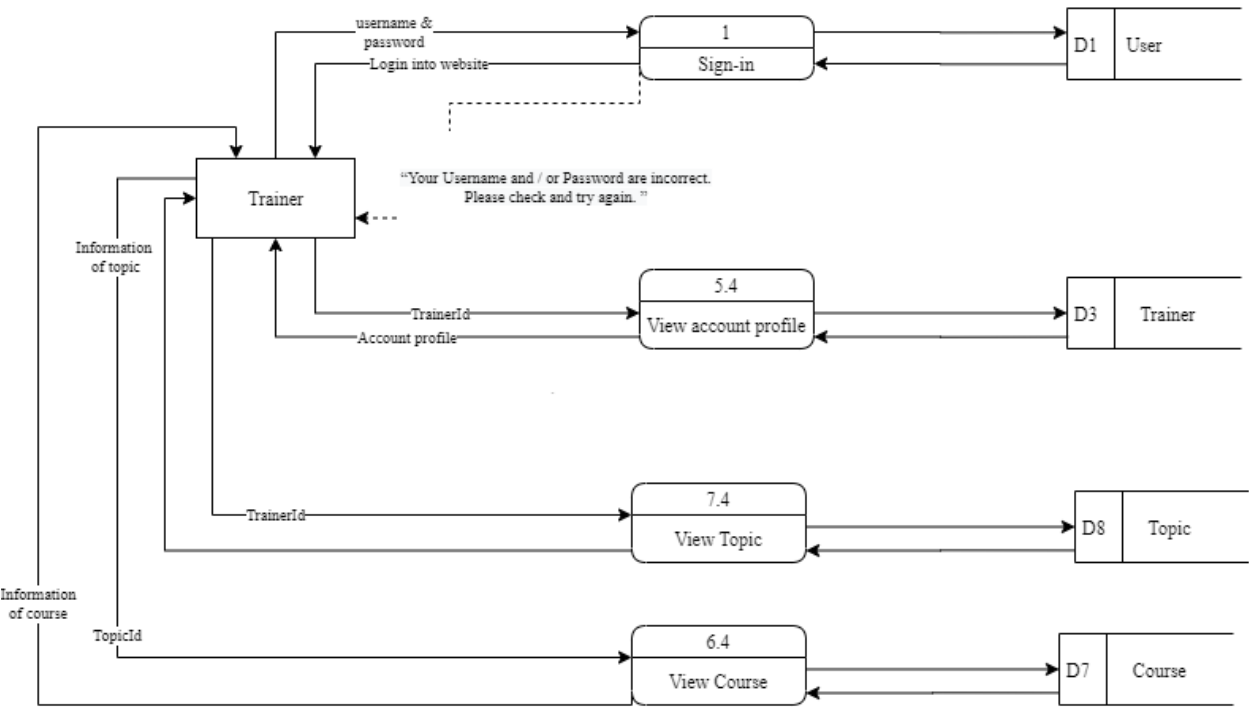 username &
password
1
Sign-in
D1
User
Login into website
Trainer
“Your Username and / or Password are incorrect.
Please check and try again. ”
Information
of topic
5.4
View account profile
D3
Trainer
TrainerId
Account profile
7.4
View Topic
D8
Topic
TrainerId
Information
of course
TopicId
6.4
View Course
D7
Course